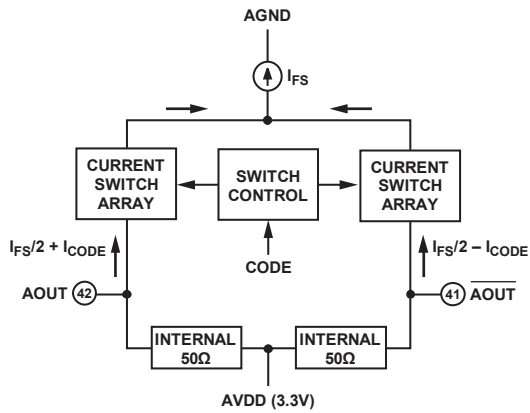 AGND
I_FS
CURRENT
SWITCH
ARRAY
SWITCH
CONTROL
CURRENT
SWITCH
ARRAY
I_FS/2 + I_CODE
CODE
I_FS/2 – I_CODE
AOUT 42
41 A̅O̅U̅T̅
INTERNAL
50Ω
INTERNAL
50Ω
AVDD (3.3V)